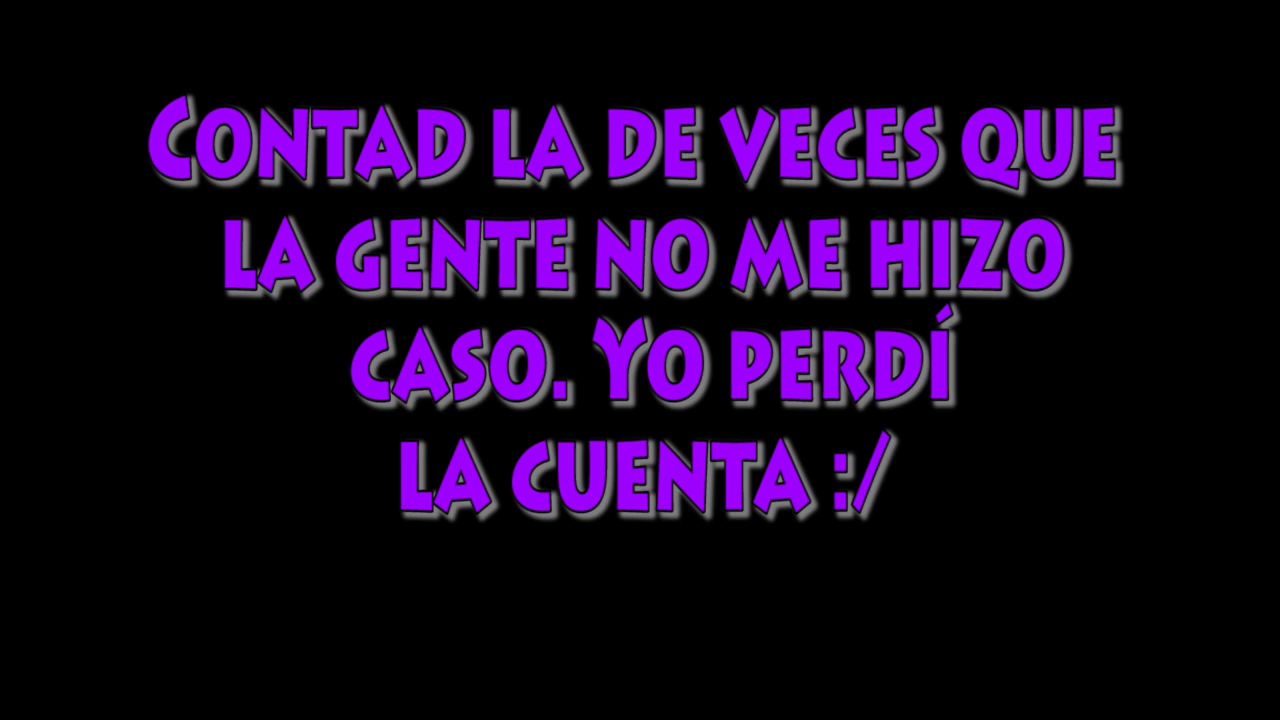 Contad la de veces que
la gente no me hizo
caso. Yo perdí
la cuenta :/